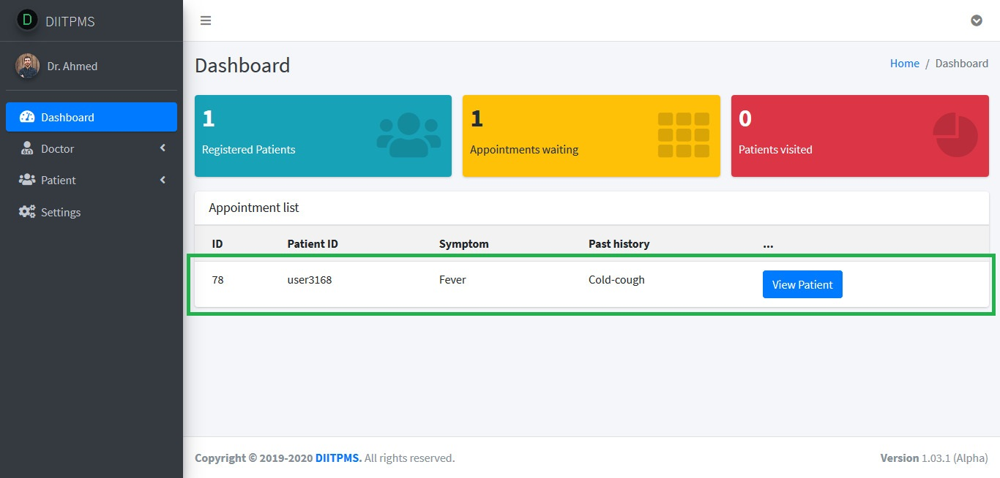 D DIITPMS
Dr. Ahmed
Dashboard
Doctor
Patient
Settings
Dashboard
Home / Dashboard
1
Registered Patients
1
Appointments waiting
0
Patients visited
Appointment list
ID Patient ID Symptom Past history ...
78 user3168 Fever Cold-cough View Patient
Copyright © 2019-2020 DIITPMS. All rights reserved.
Version 1.03.1 (Alpha)